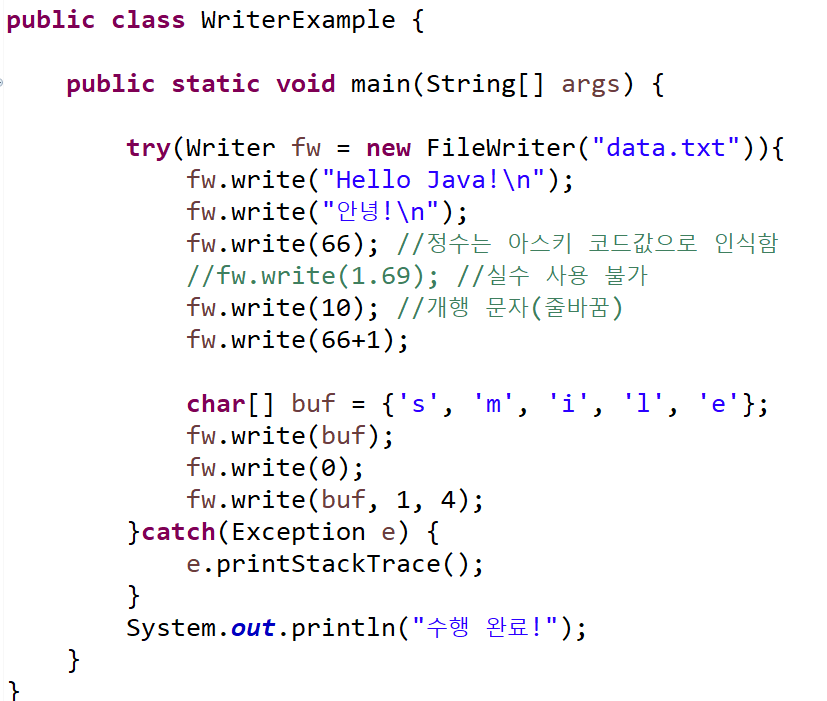 public class WriterExample {
public static void main(String[] args) {
try(Writer fw = new FileWriter("data.txt")){
fw.write("Hello Java!\n");
fw.write("안녕!\n");
fw.write(66); //정수는 아스키 코드값으로 인식함
//fw.write(1.69); //실수 사용 불가
fw.write(10); //개행 문자(줄바꿈)
fw.write(66+1);
char[] buf = {'s', 'm', 'i', 'l', 'e'};
fw.write(buf);
fw.write(0);
fw.write(buf, 1, 4);
}catch(Exception e) {
e.printStackTrace();
}
System.out.println("수행 완료!");
}
}